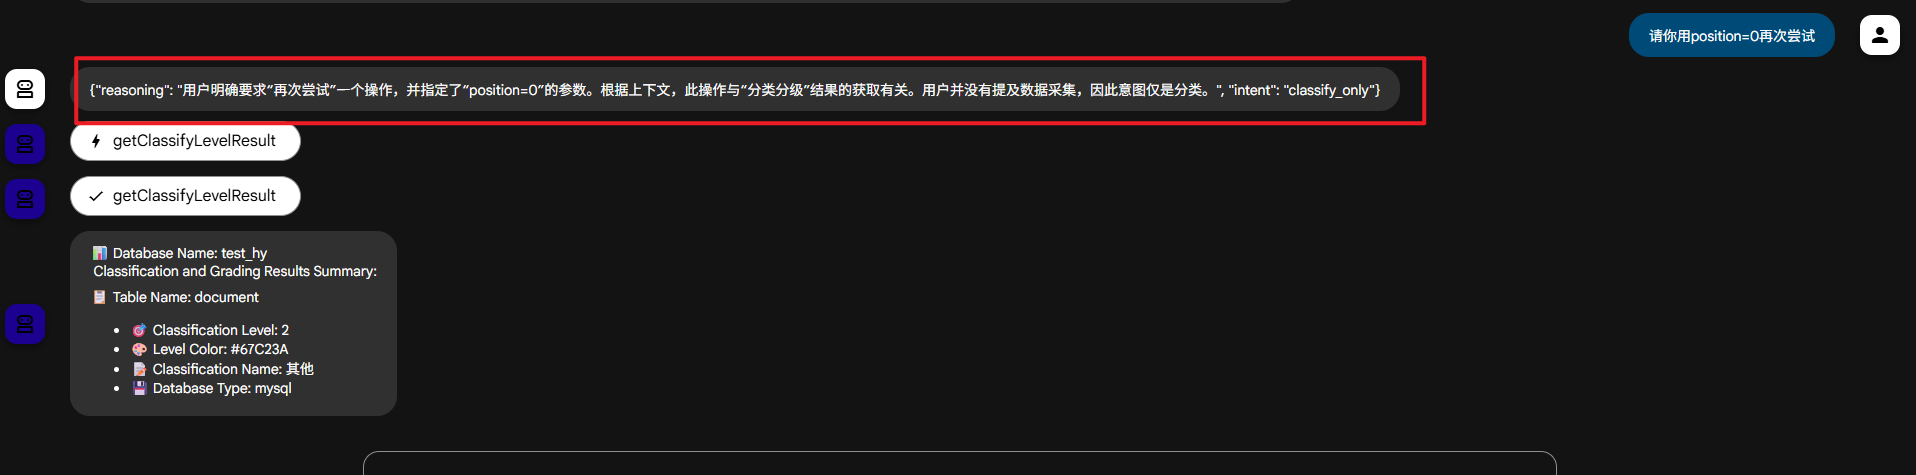 请你用position=0再次尝试
{"reasoning": "用户明确要求“再次尝试”一个操作，并指定了“position=0”的参数。根据上下文，此操作与“分类分级”结果的获取有关。用户并没有提及数据采集，因此意图仅是分类。", "intent": "classify_only"}
getClassifyLevelResult
getClassifyLevelResult
Database Name: test_hy
Classification and Grading Results Summary:
Table Name: document
Classification Level: 2
Level Color: #67C23A
Classification Name: 其他
Database Type: mysql